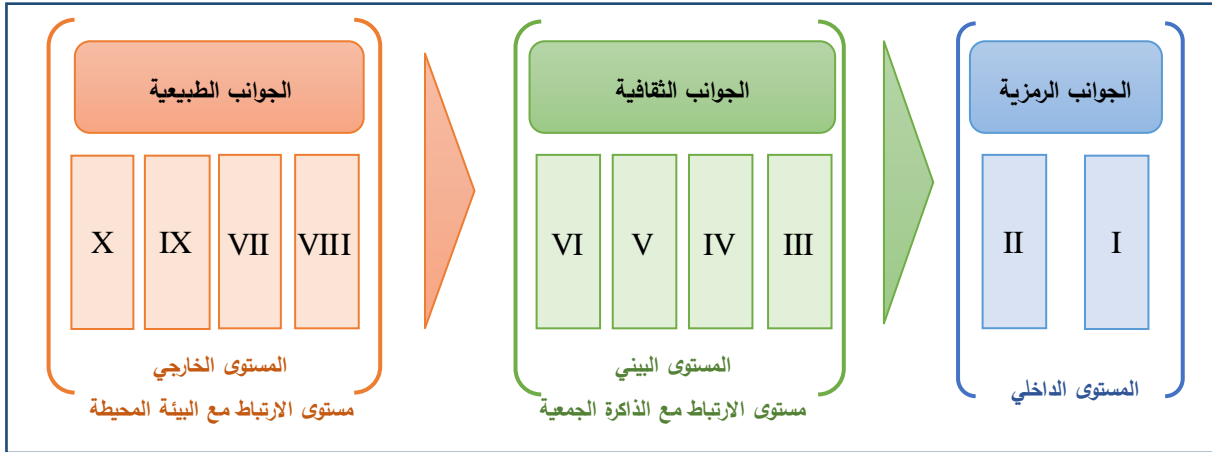 الجوانب الرمزية
I
II
المستوى الداخلي
الجوانب الثقافية
III
IV
V
VI
المستوى البيني
مستوى الارتباط مع الذاكرة الجمعية
الجوانب الطبيعية
VIII
VII
IX
X
المستوى الخارجي
مستوى الارتباط مع البيئة المحيطة